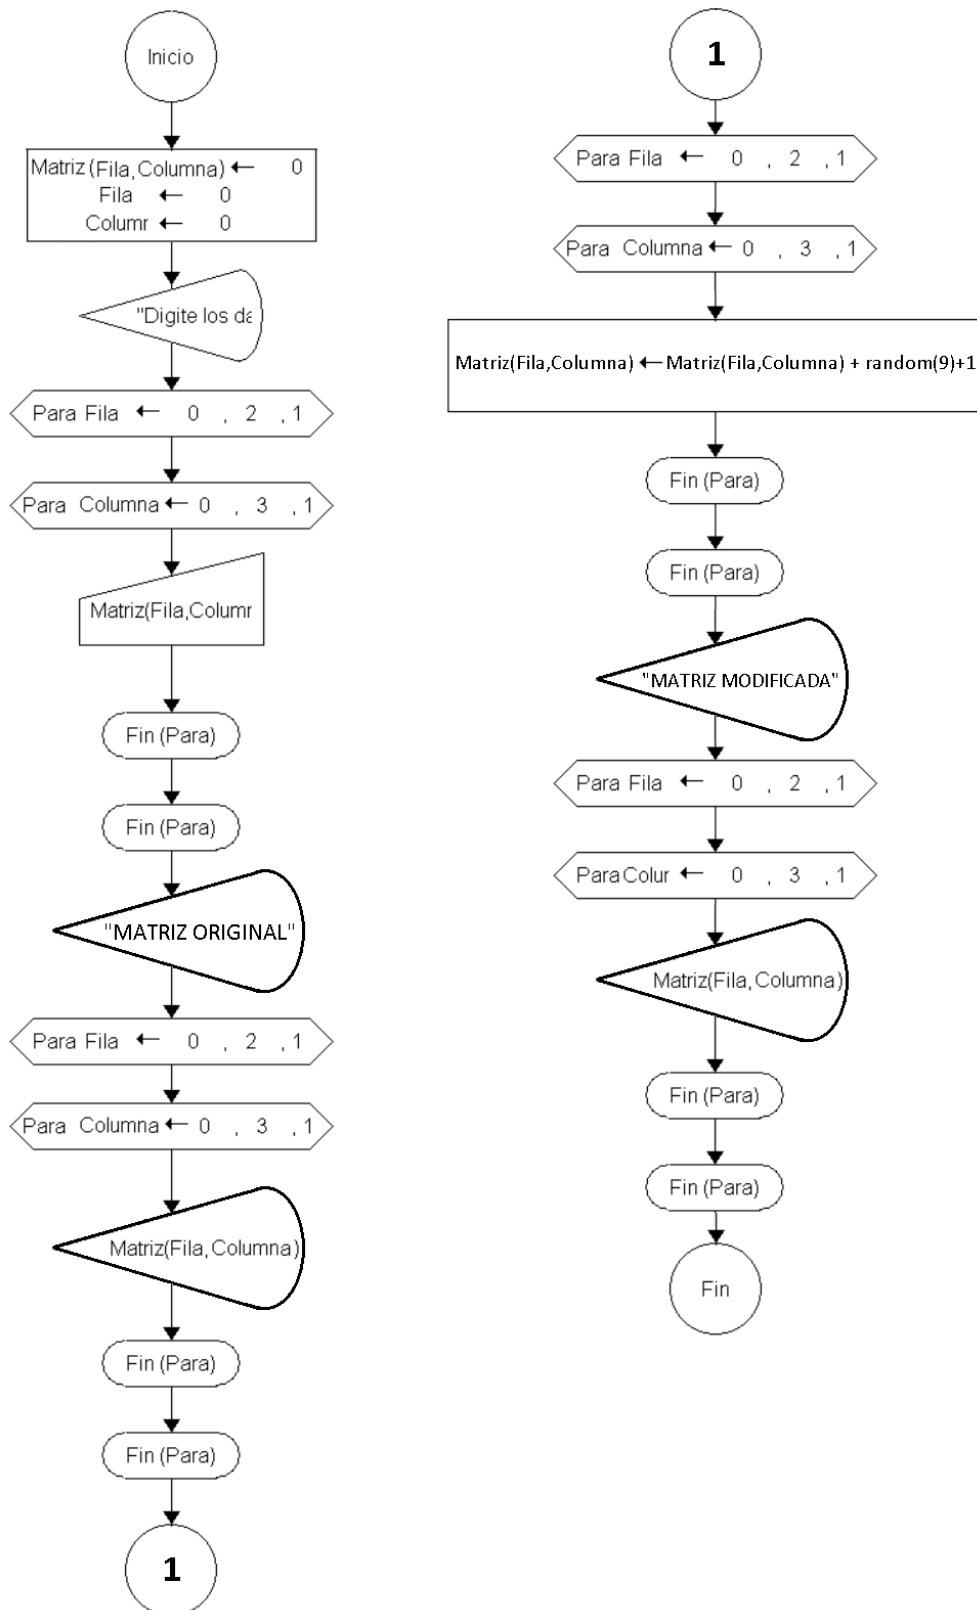 Inicio
Matriz (Fila,Columna) ← 0
Fila ← 0
Columr ← 0
"Digite los da
Para Fila ← 0 , 2 , 1
Para Columna ← 0 , 3 , 1
Matriz(Fila,Columr
Fin (Para)
Fin (Para)
"MATRIZ ORIGINAL"
Para Fila ← 0 , 2 , 1
Para Columna ← 0 , 3 , 1
Matriz(Fila,Columna)
Fin (Para)
Fin (Para)
1
1
Para Fila ← 0 , 2 , 1
Para Columna ← 0 , 3 , 1
Matriz(Fila,Columna) ← Matriz(Fila,Columna) + random(9)+1
Fin (Para)
Fin (Para)
"MATRIZ MODIFICADA"
Para Fila ← 0 , 2 , 1
Para Colur ← 0 , 3 , 1
Matriz(Fila,Columna)
Fin (Para)
Fin (Para)
Fin